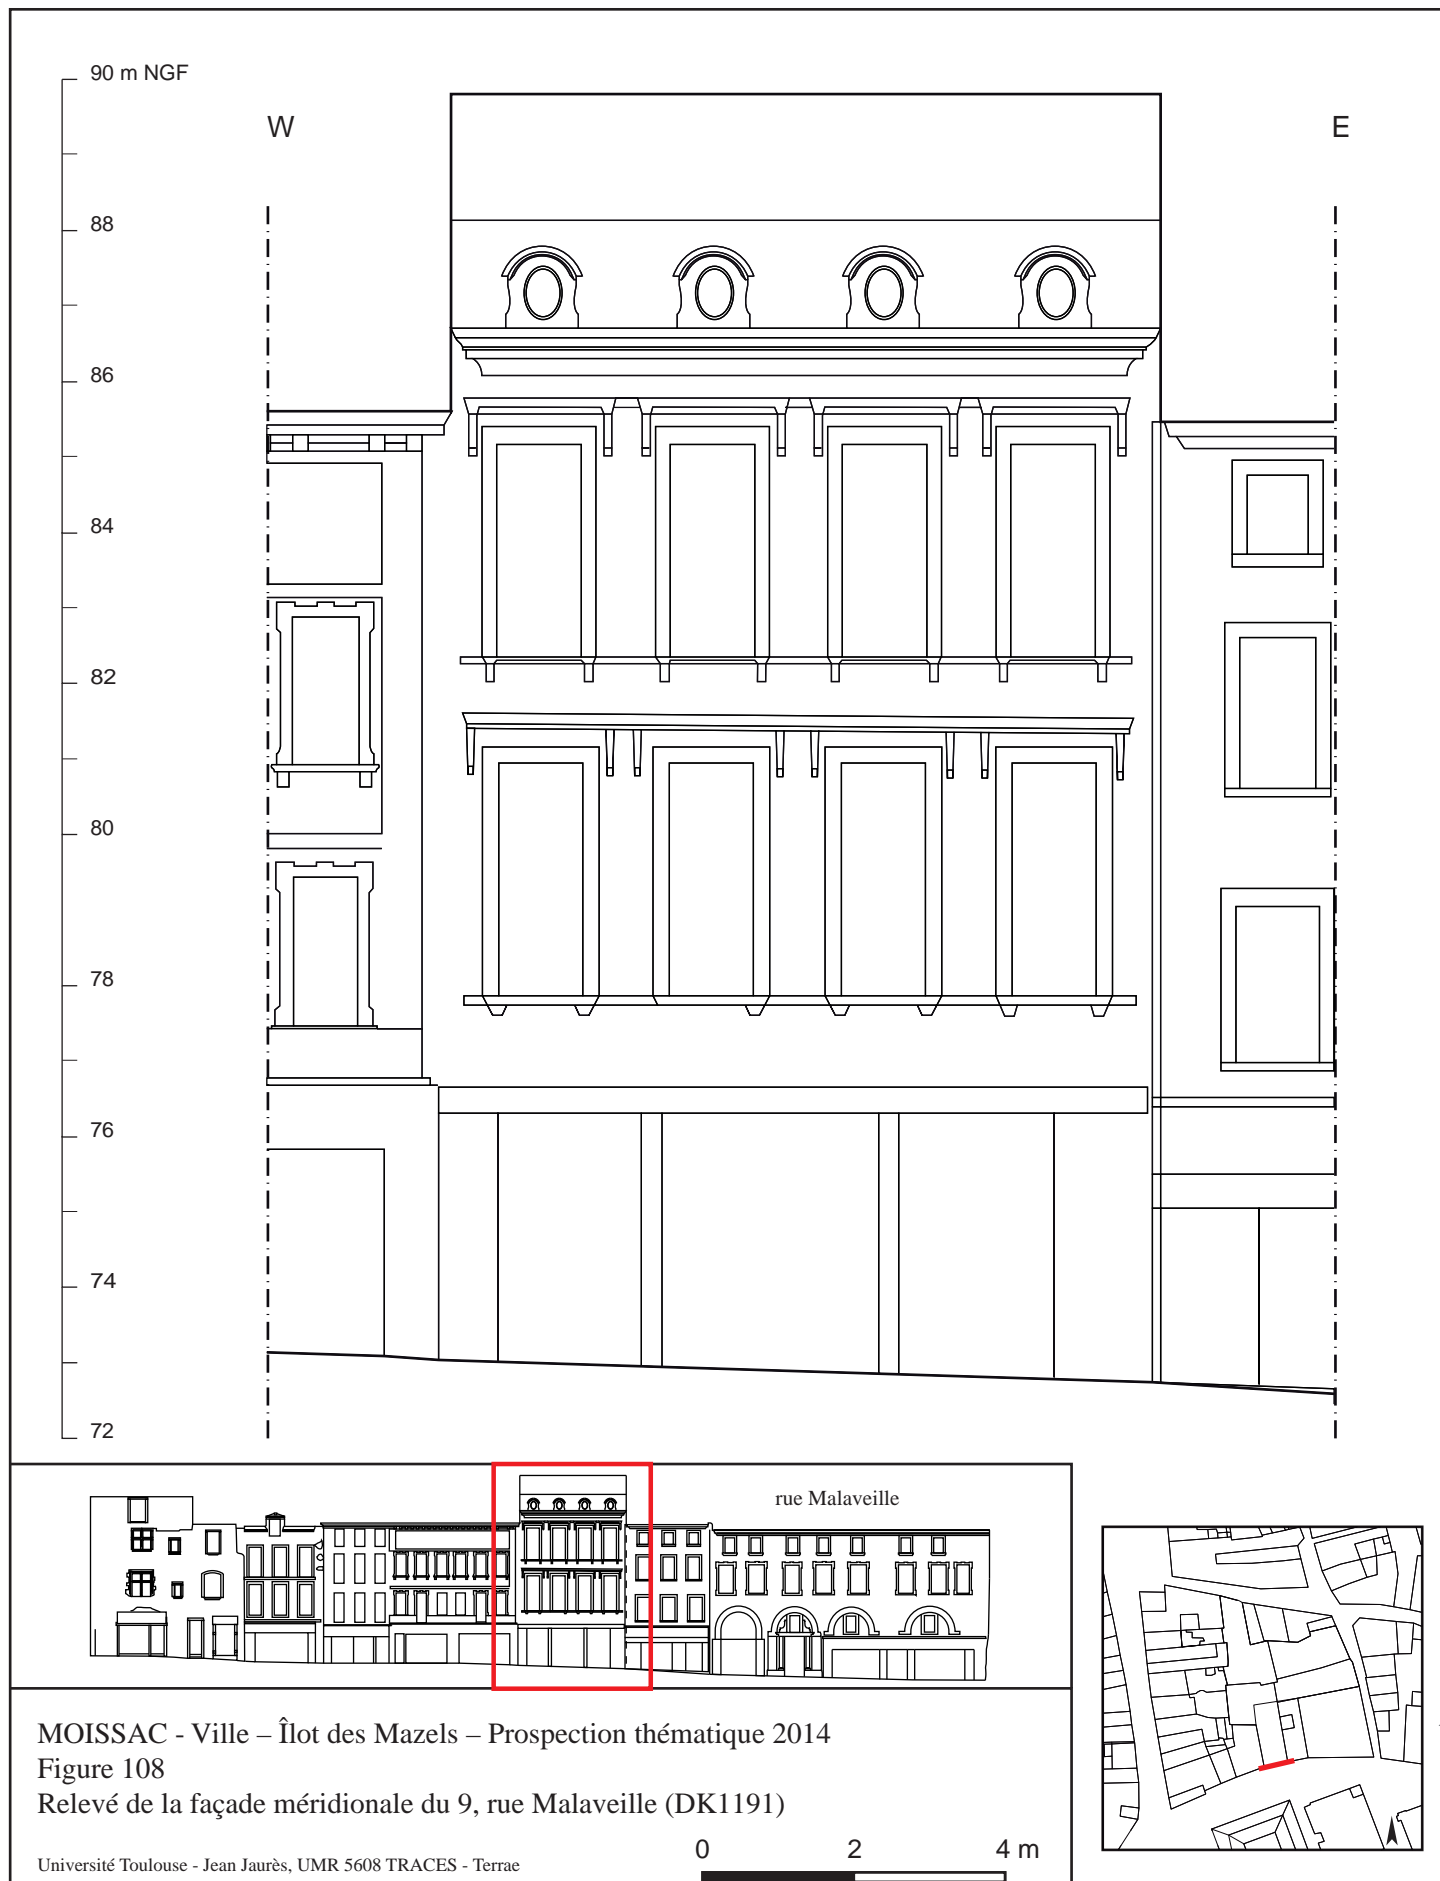 90 m NGF
W
E
88
86
84
82
80
78
76
74
72
rue Malaveille
MOISSAC - Ville – Îlot des Mazels – Prospection thématique 2014
Figure 108
Relevé de la façade méridionale du 9, rue Malaveille (DK1191)
0 2 4 m
Université Toulouse - Jean Jaurès, UMR 5608 TRACES - Terrae